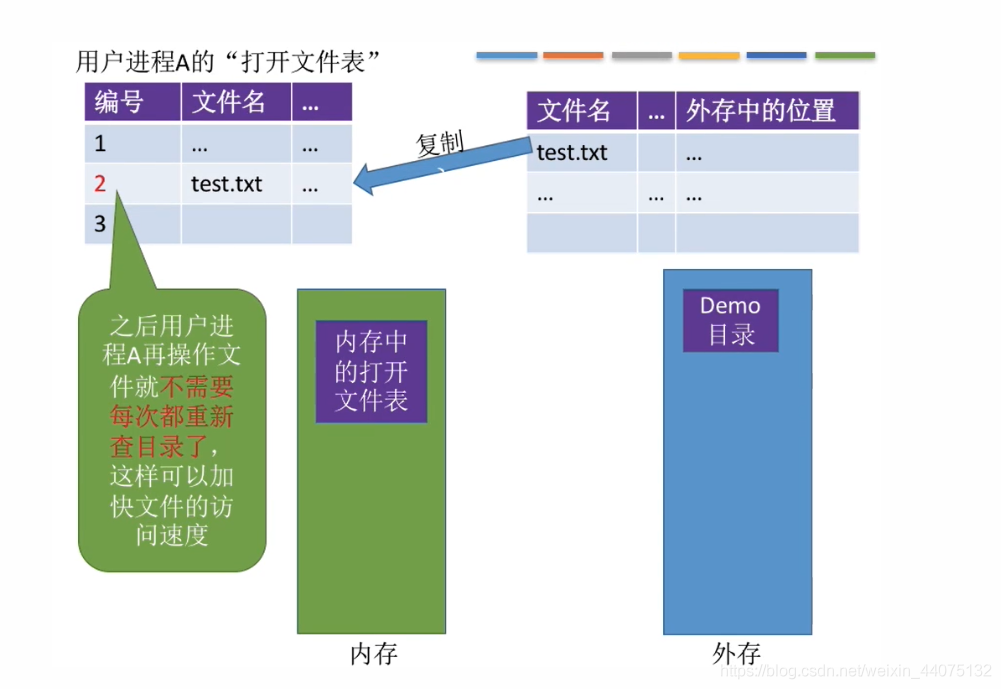 用户进程A的“打开文件表”
编号 文件名 ...
1 ... ...
2 test.txt ...
3
复制
文件名 ... 外存中的位置
test.txt ...
... ... ...
之后用户进
程A再操作文
件就不需要
每次都重新
查目录了，
这样可以加
快文件的访
问速度
内存中
的打开
文件表
内存
Demo
目录
外存
https://blog.csdn.net/weixin_44075132